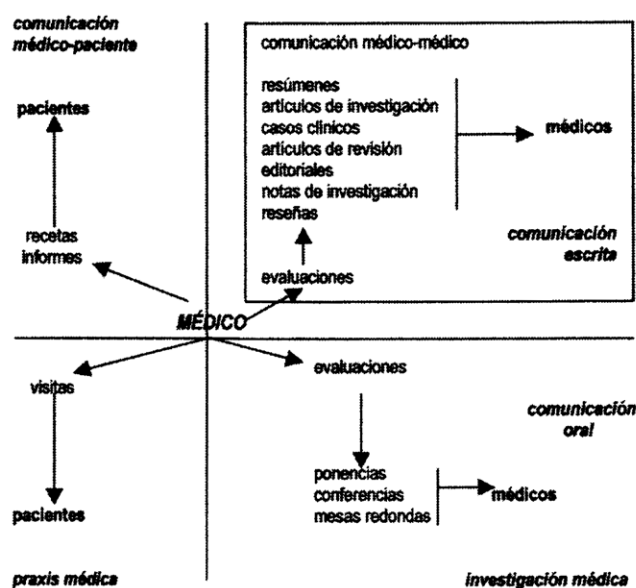 comunicación
médico-paciente
pacientes
recetas
informes
comunicación médico-médico
resúmenes
artículos de investigación
casos clínicos
artículos de revisión
editoriales
notas de investigación
reseñas
médicos
comunicación
escrita
evaluaciones
MÉDICO
visitas
pacientes
praxis médica
evaluaciones
comunicación
oral
ponencias
conferencias
mesas redondas
médicos
investigación médica